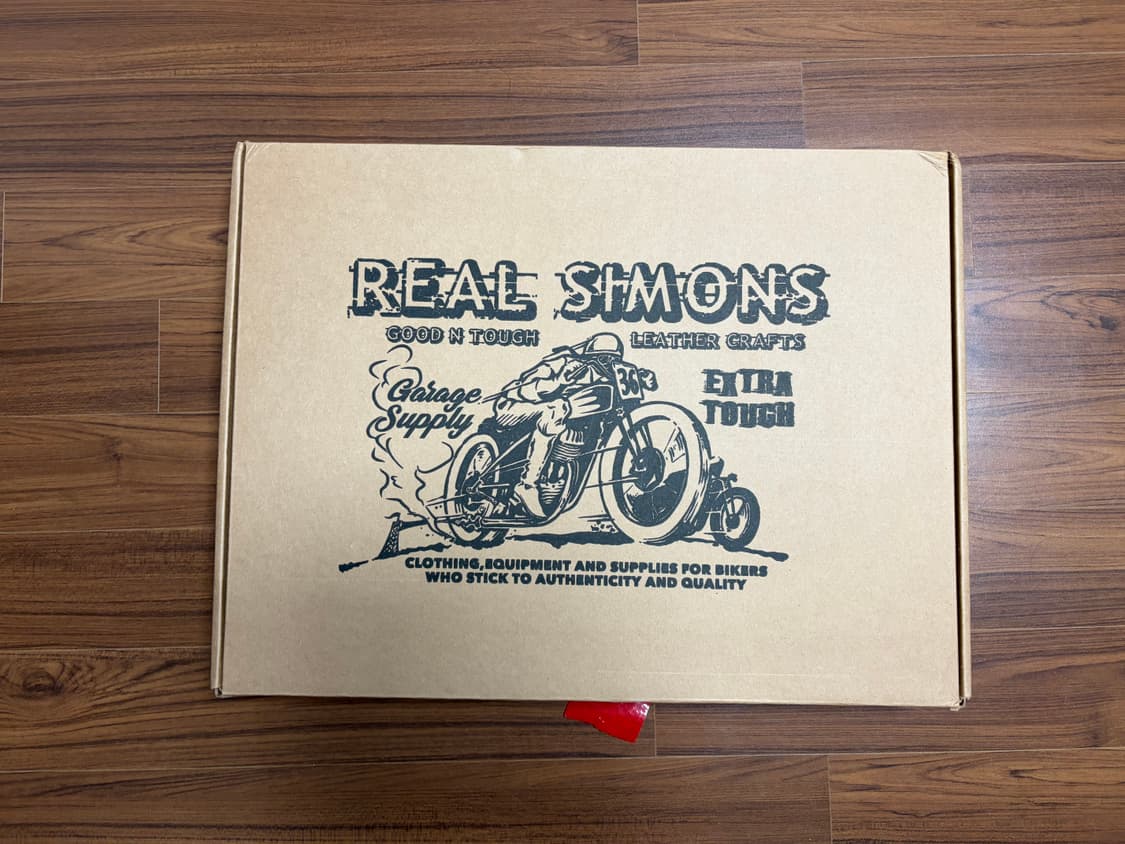 REAL SIMONS
GOOD N TOUGH LEATHER CRAFTS
Garage
Supply
36
EXTRA
TOUGH
CLOTHING,EQUIPMENT AND SUPPLIES FOR BIKERS
WHO STICK TO AUTHENTICITY AND QUALITY